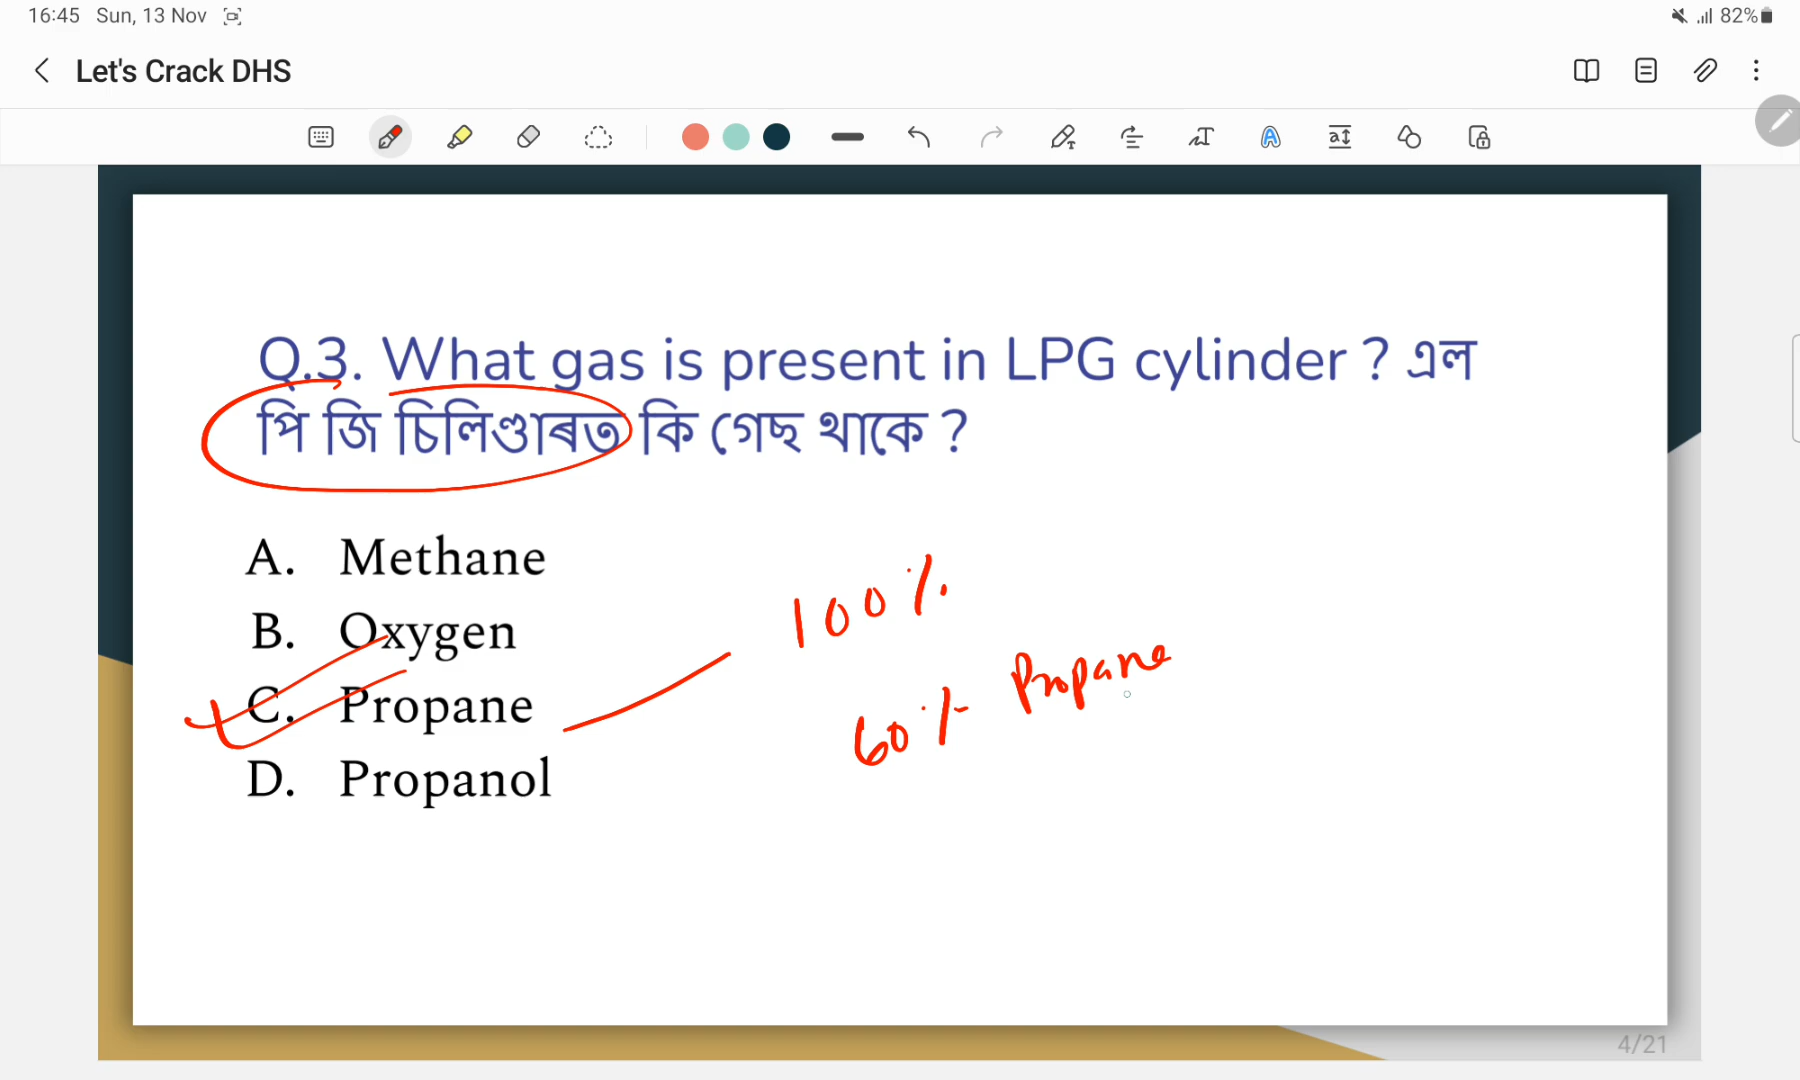 16:45 Sun, 13 Nov
82%
Let's Crack DHS
Q.3. What gas is present in LPG cylinder ? এল
পি জি চিলিণ্ডাৰত কি গেছ থাকে ?
A. Methane
B. Oxygen
C. Propane
D. Propanol
100%
60% Propane
4/21